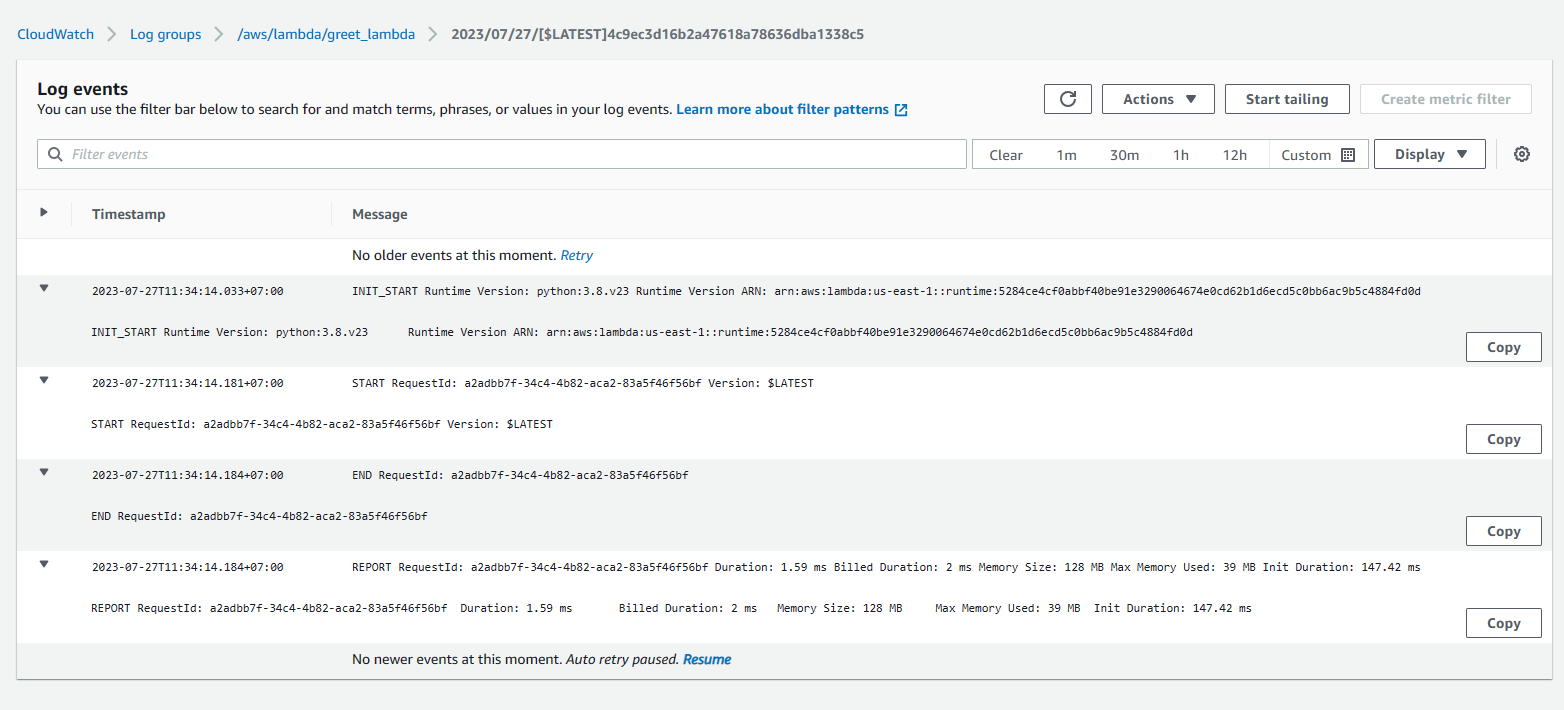 CloudWatch > Log groups > /aws/lambda/greet_lambda > 2023/07/27/[$LATEST]4c9ec3d16b2a47618a78636dba1338c5
Log events
You can use the filter bar below to search for and match terms, phrases, or values in your log events. Learn more about filter patterns
Actions Start tailing Create metric filter
Filter events Clear 1m 30m 1h 12h Custom Display
Timestamp Message
No older events at this moment. Retry
2023-07-27T11:34:14.033+07:00 INIT_START Runtime Version: python:3.8.v23 Runtime Version ARN: arn:aws:lambda:us-east-1::runtime:5284ce4cf0abbf40be91e3290064674e0cd62b1d6ecd5c0bb6ac9b5c4884fd0d
INIT_START Runtime Version: python:3.8.v23 Runtime Version ARN: arn:aws:lambda:us-east-1::runtime:5284ce4cf0abbf40be91e3290064674e0cd62b1d6ecd5c0bb6ac9b5c4884fd0d
Copy
2023-07-27T11:34:14.181+07:00 START RequestId: a2adbb7f-34c4-4b82-aca2-83a5f46f56bf Version: $LATEST
START RequestId: a2adbb7f-34c4-4b82-aca2-83a5f46f56bf Version: $LATEST
Copy
2023-07-27T11:34:14.184+07:00 END RequestId: a2adbb7f-34c4-4b82-aca2-83a5f46f56bf
END RequestId: a2adbb7f-34c4-4b82-aca2-83a5f46f56bf
Copy
2023-07-27T11:34:14.184+07:00 REPORT RequestId: a2adbb7f-34c4-4b82-aca2-83a5f46f56bf Duration: 1.59 ms Billed Duration: 2 ms Memory Size: 128 MB Max Memory Used: 39 MB Init Duration: 147.42 ms
REPORT RequestId: a2adbb7f-34c4-4b82-aca2-83a5f46f56bf Duration: 1.59 ms Billed Duration: 2 ms Memory Size: 128 MB Max Memory Used: 39 MB Init Duration: 147.42 ms
Copy
No newer events at this moment. Auto retry paused. Resume